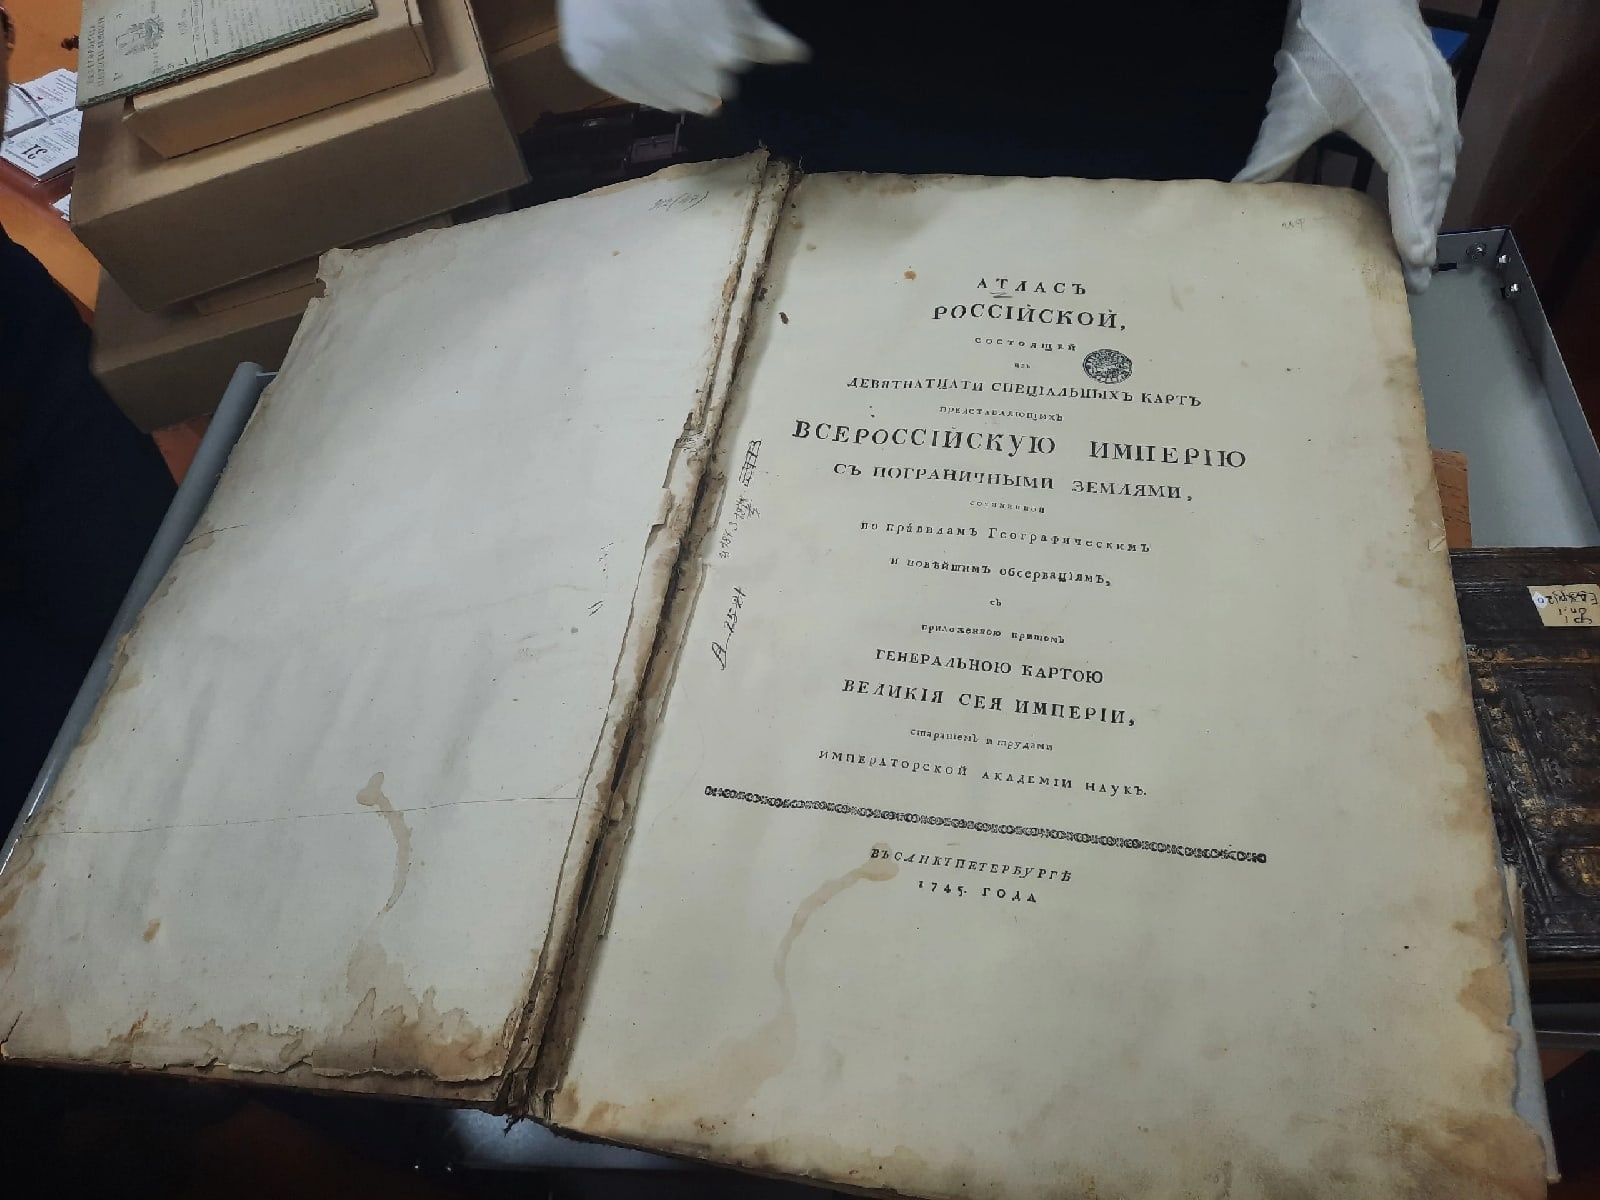 АТЛАСЪ
РОССІЙСКОЙ,
СОСТОЯЩЕЙ
ИЗЪ
ДЕВЯТНАТЦАТИ СПЕЦІАЛЬНЫХЪ КАРТЪ
ПРЕДСТАВЛЯЮЩИХЪ
ВСЕРОССІЙСКУЮ ИМПЕРІЮ
СЪ ПОГРАНИЧНЫМИ ЗЕМЛЯМИ,
сочиненной
по правиламъ Географическимъ
и новѣйшимъ обсерваціямъ,
съ
приложенною притомъ
ГЕНЕРАЛЬНОЮ КАРТОЮ
ВЕЛИКІЯ СЕЯ ИМПЕРІИ,
стараніемъ и трудами
ИМПЕРАТОРСКОЙ АКАДЕМІИ НАУКЪ.
ВЪ САНКТПЕТЕРБУРГѢ
1745. ГОДА
31